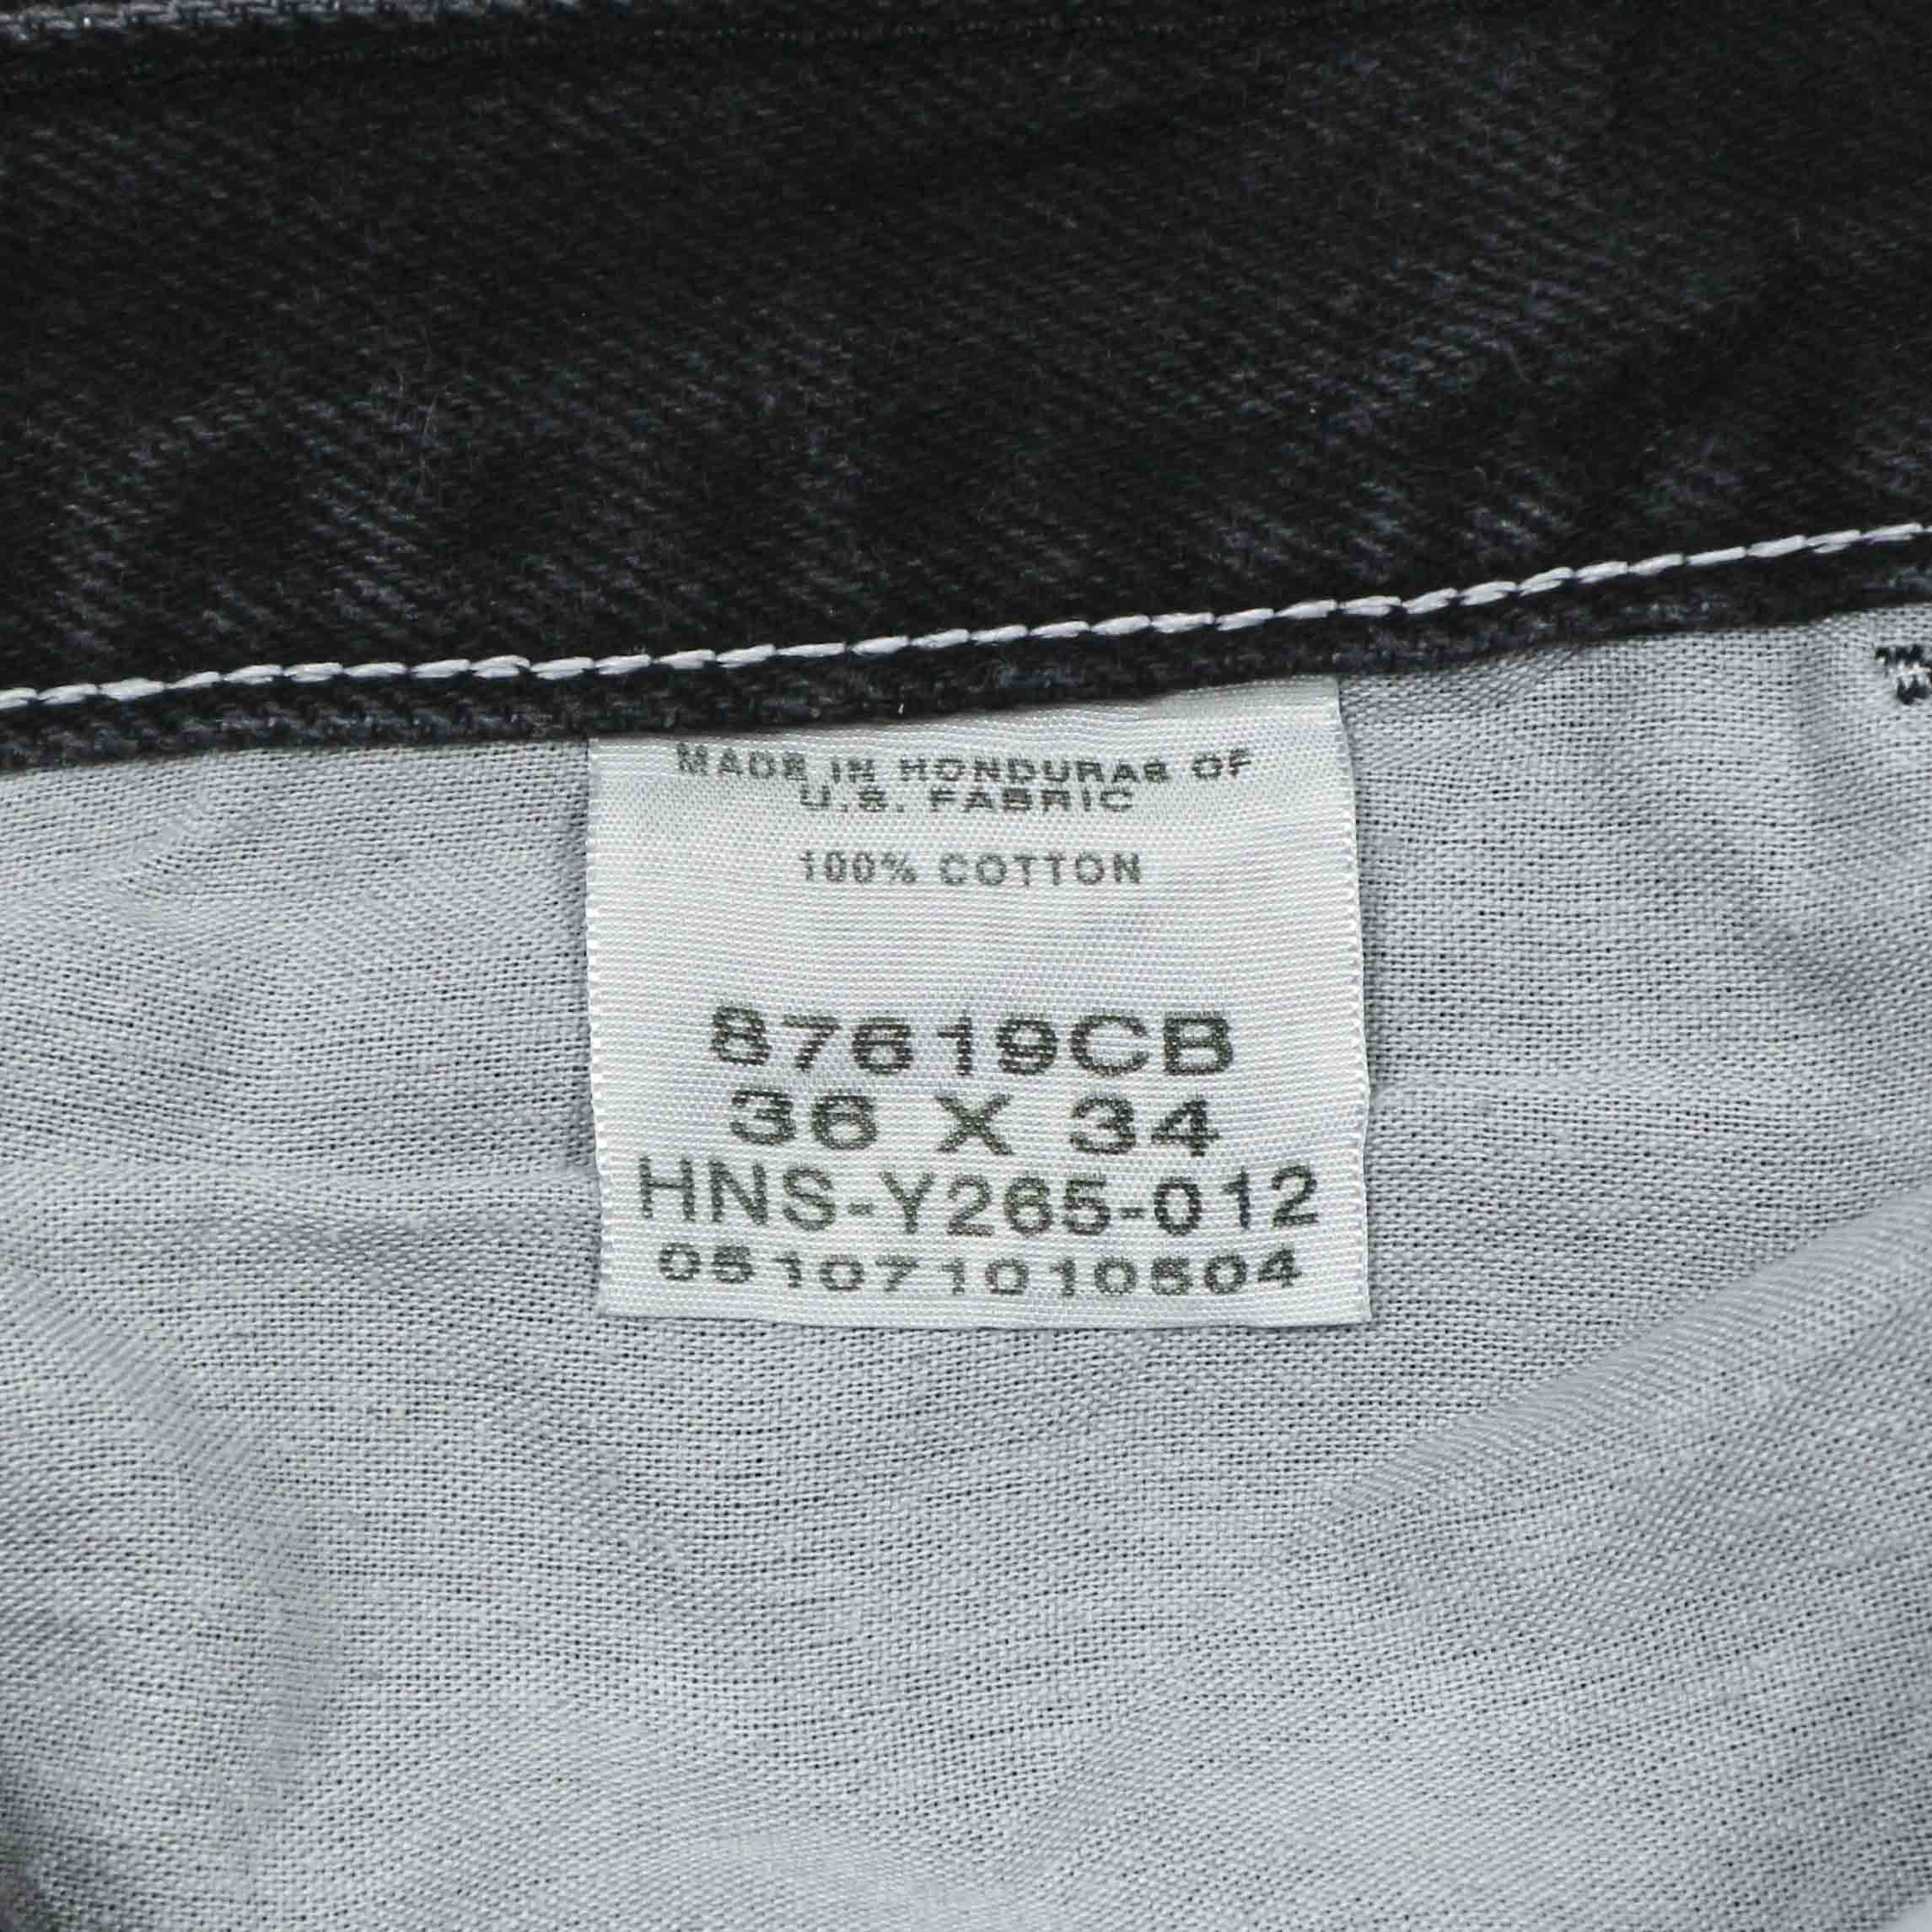 MADE IN HONDURAS OF
U.S. FABRIC
100% COTTON
87619CB
36 X 34
HNS-Y265-012
051071010504